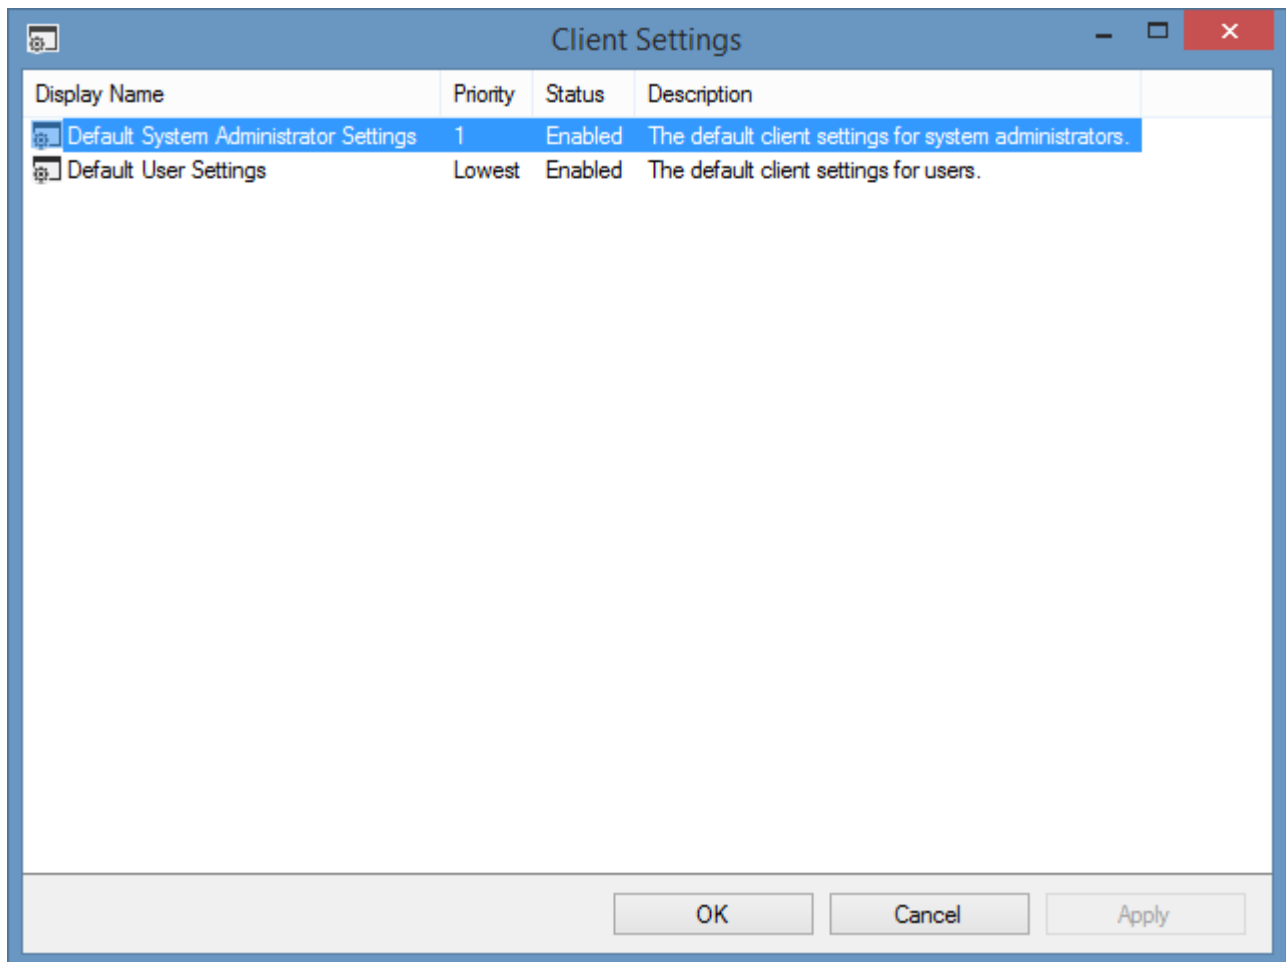 Client Settings
Display Name Priority Status Description
Default System Administrator Settings 1 Enabled The default client settings for system administrators.
Default User Settings Lowest Enabled The default client settings for users.
OK Cancel Apply